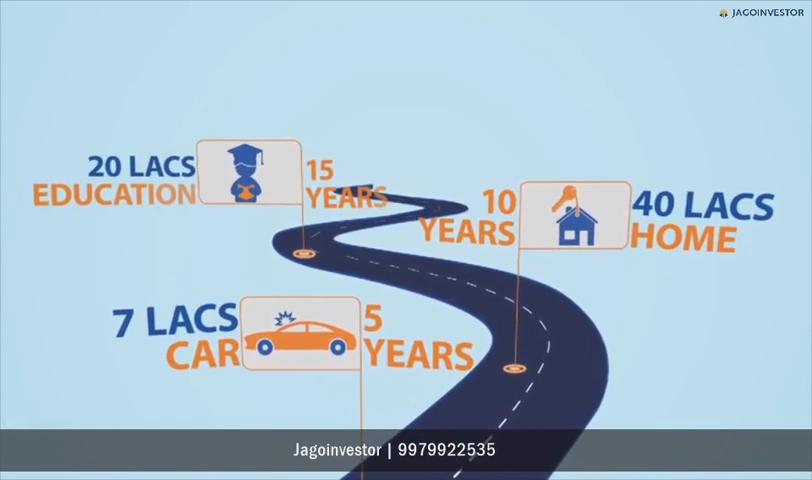 JAGOINVESTOR
20 LACS
EDUCATION
15
YEARS
10
YEARS
40 LACS
HOME
7 LACS
CAR
5
YEARS
Jagoinvestor | 9979922535